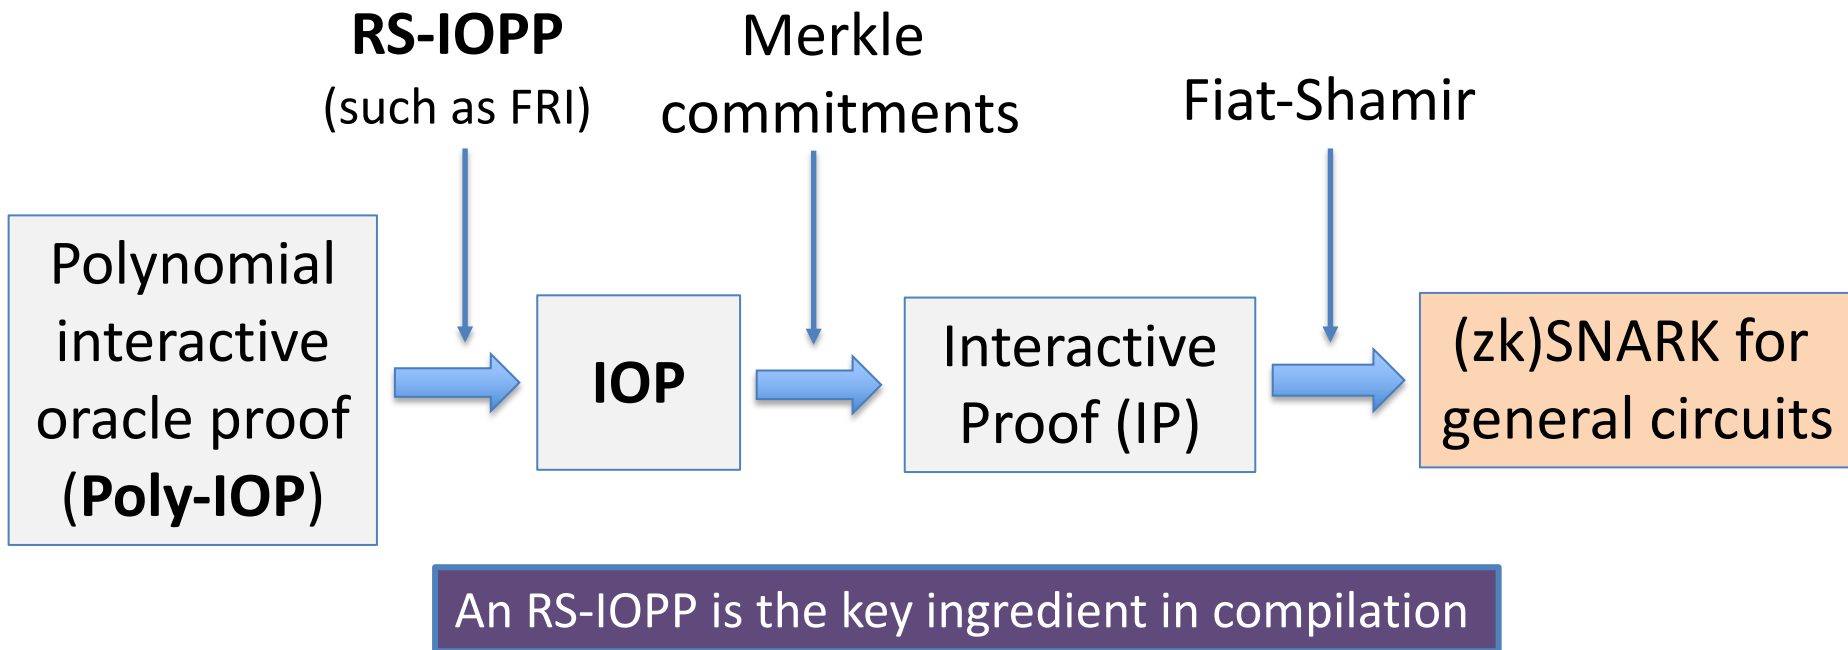 RS-IOPP
(such as FRI)
Merkle
commitments
Fiat-Shamir
Polynomial
interactive
oracle proof
(Poly-IOP)
IOP
Interactive
Proof (IP)
(zk)SNARK for
general circuits
An RS-IOPP is the key ingredient in compilation